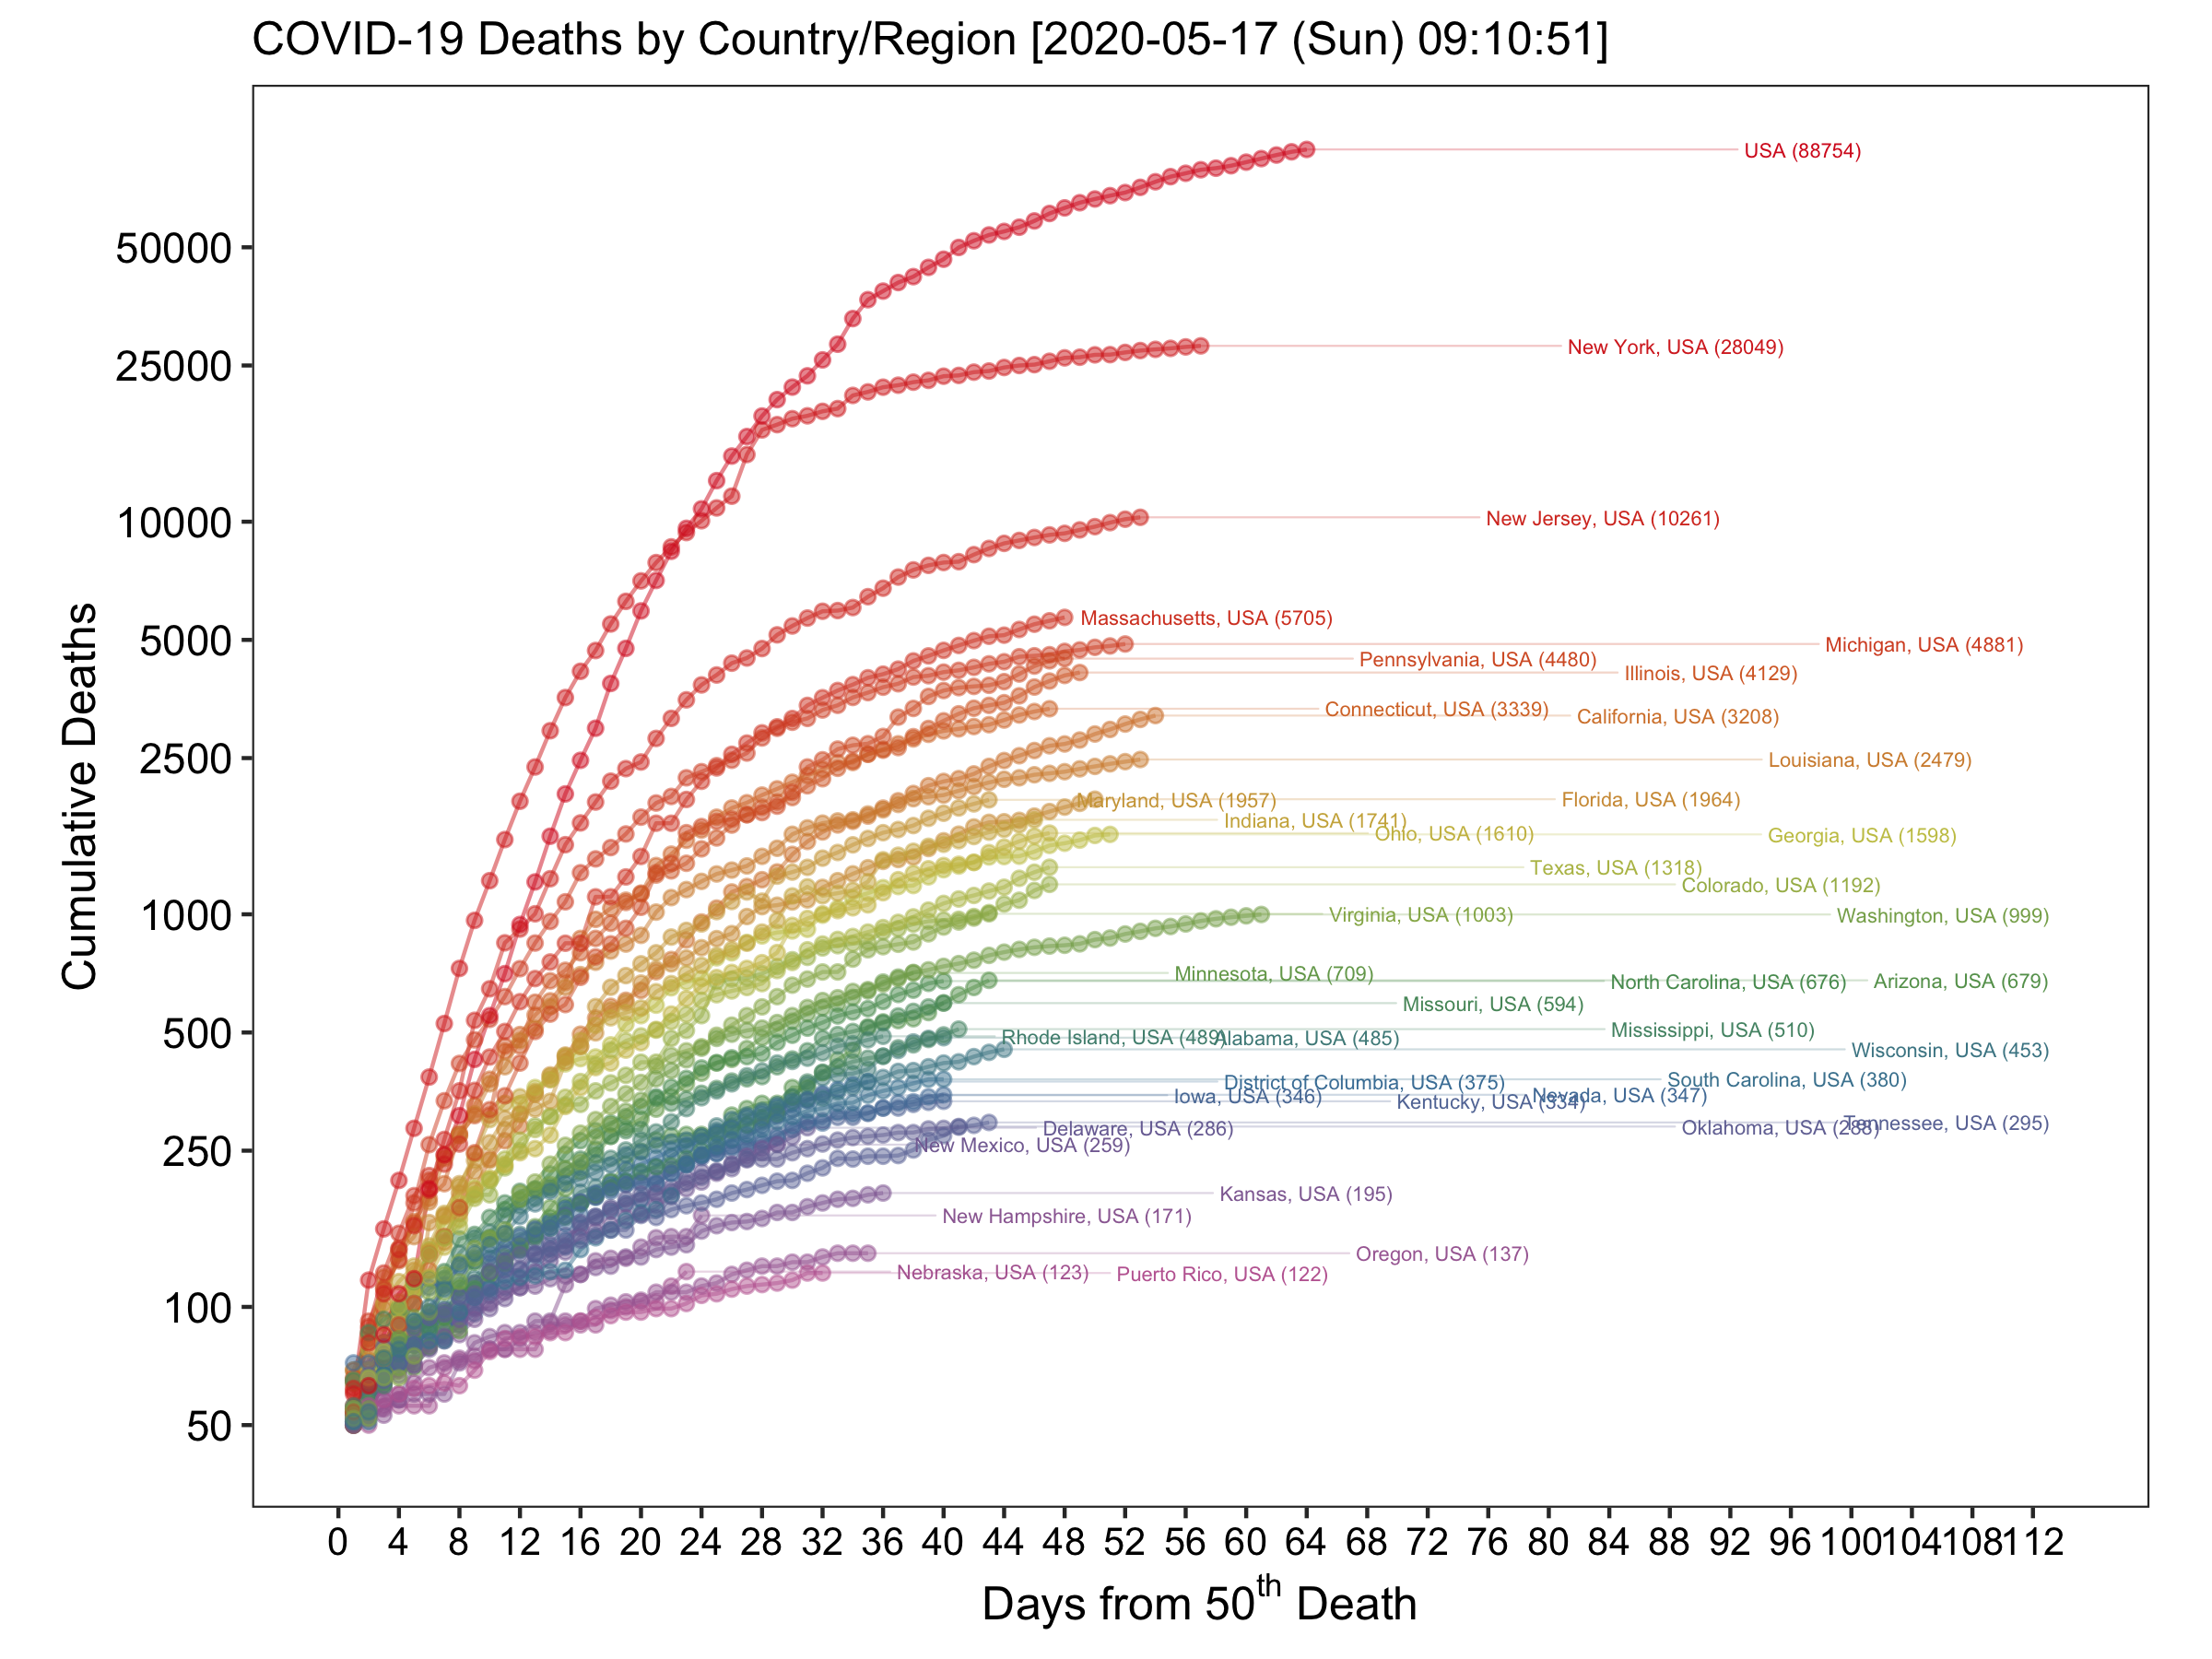 COVID-19 Deaths by Country/Region [2020-05-17 (Sun) 09:10:51]
Cumulative Deaths
50000
25000
10000
5000
2500
1000
500
250
100
50
USA (88754)
New York, USA (28049)
New Jersey, USA (10261)
Massachusetts, USA (5705)
Michigan, USA (4881)
Pennsylvania, USA (4480)
Illinois, USA (4129)
Connecticut, USA (3339)
California, USA (3208)
Louisiana, USA (2479)
Maryland, USA (1957)
Florida, USA (1964)
Indiana, USA (1741)
Ohio, USA (1610)
Georgia, USA (1598)
Texas, USA (1318)
Colorado, USA (1192)
Virginia, USA (1003)
Washington, USA (999)
Minnesota, USA (709)
North Carolina, USA (676)
Arizona, USA (679)
Missouri, USA (594)
Mississippi, USA (510)
Rhode Island, USA (489)
Alabama, USA (485)
Wisconsin, USA (453)
District of Columbia, USA (375)
South Carolina, USA (380)
Iowa, USA (346)
Nevada, USA (347)
Kentucky, USA (334)
Delaware, USA (286)
Oklahoma, USA (288)
Tennessee, USA (295)
New Mexico, USA (259)
Kansas, USA (195)
New Hampshire, USA (171)
Oregon, USA (137)
Nebraska, USA (123)
Puerto Rico, USA (122)
0 4 8 12 16 20 24 28 32 36 40 44 48 52 56 60 64 68 72 76 80 84 88 92 96 100 104 108 112
Days from 50th Death